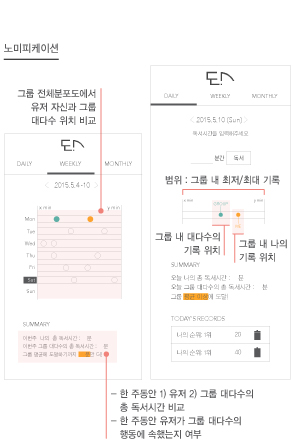 노미피케이션
그룹 전체분포도에서
유저 자신과 그룹
대다수 위치 비교
DAILY
WEEKLY
MONTHLY
2015.5.4-10
x min
y min
Mon
Tue
Wed
Thu
Fri
Sat
Sun
SUMMARY
이번주 나의 총 독서시간 : 분
이번주 그룹 대다수의 총 독서시간 : 분
DAILY
WEEKLY
MONTHLY
2015.5.10 (Sun)
독서시간을 입력해주세요
분간
독서
범위 : 그룹 내 최저/최대 기록
x min
y min
그룹 내 대다수의
기록 위치
그룹 내 나의
기록 위치
SUMMARY
오늘 나의 총 독서시간 : 분
오늘 그룹 대다수의 총 독서시간 : 분
그룹 평균 이상에 도달!
TODAY'S RECORDS
나의 순위: 1위 20
나의 순위: 1위 40
– 한 주동안 1) 유저 2) 그룹 대다수의
총 독서시간 비교
– 한 주동안 유저가 그룹 대다수의
행동에 속했는지 여부